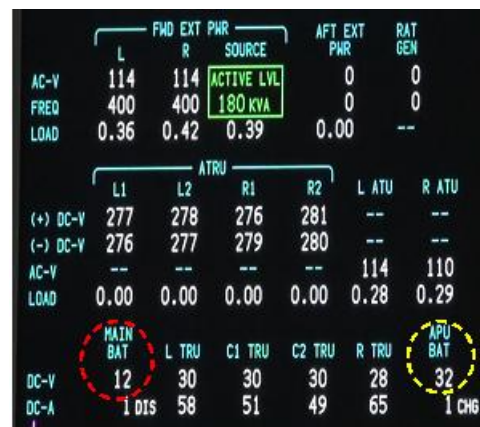 FWD EXT PWR AFT EXT RAT
L R SOURCE PWR GEN
AC-V 114 114 ACTIVE LVL 0 0
FREQ 400 400 180 KVA 0 0
LOAD 0.36 0.42 0.39 0.00 --
ATRU
L1 L2 R1 R2 L ATU R ATU
(+) DC-V 277 278 276 281 -- --
(-) DC-V 276 277 279 280 -- --
AC-V -- -- -- -- 114 110
LOAD 0.00 0.00 0.00 0.00 0.28 0.29
MAIN APU
BAT L TRU C1 TRU C2 TRU R TRU BAT
DC-V 12 30 30 30 28 32
DC-A 1 DIS 58 51 49 65 1 CHG